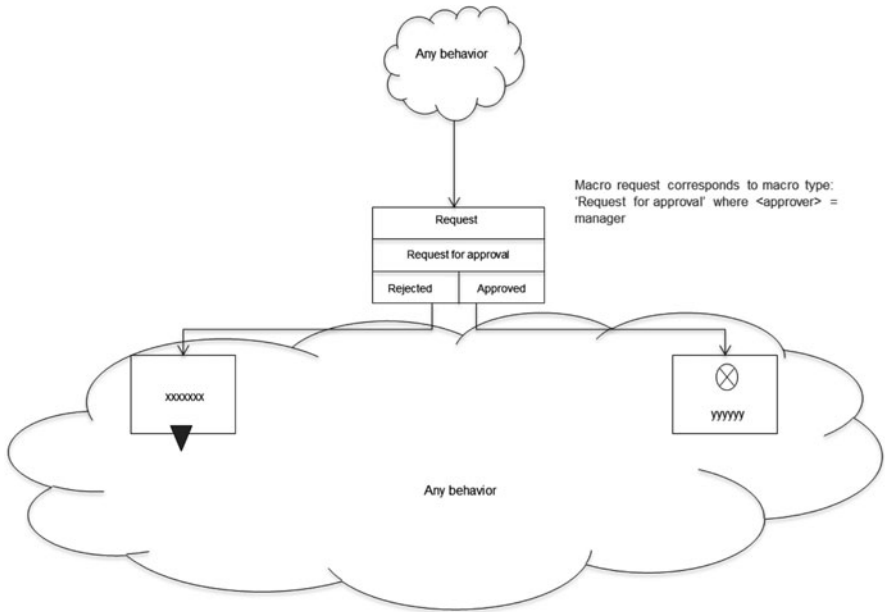 Any behavior
Macro request corresponds to macro type:
'Request for approval' where <approver> =
manager
Request
Request for approval
Rejected Approved
xxxxxxx
yyyyyy
Any behavior